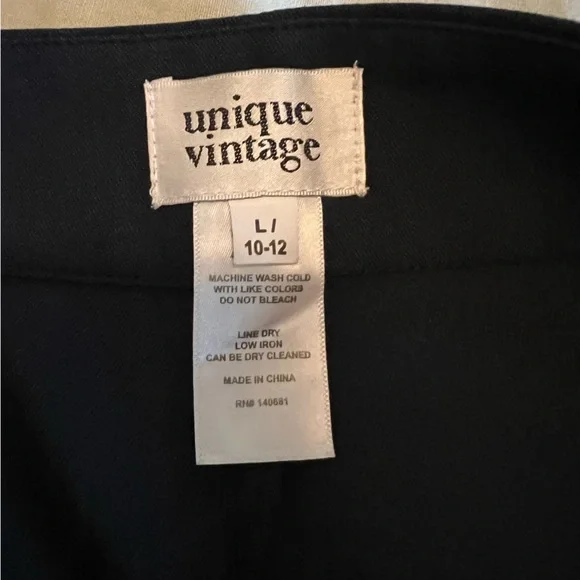 unique
vintage
L /
10-12
MACHINE WASH COLD
WITH LIKE COLORS
DO NOT BLEACH
LINE DRY
LOW IRON
CAN BE DRY CLEANED
MADE IN CHINA
RN# 140681